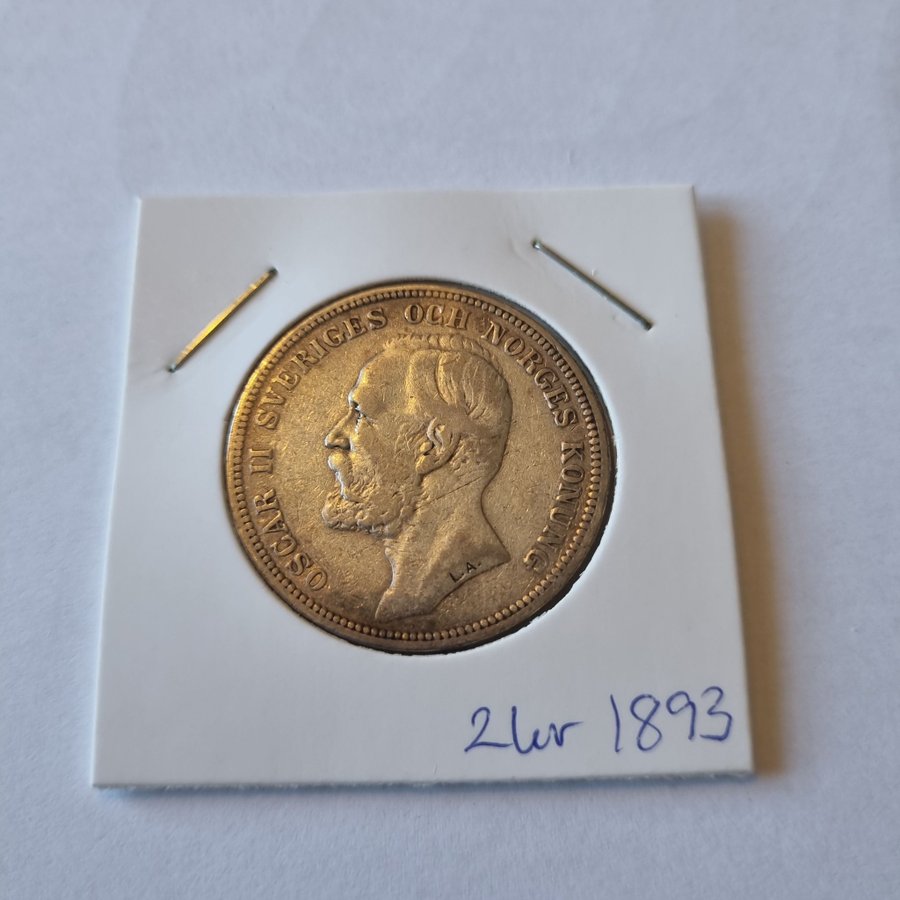 OSCAR II SVERIGES OCH NORGES KONUNG
L.A.
2kr 1893